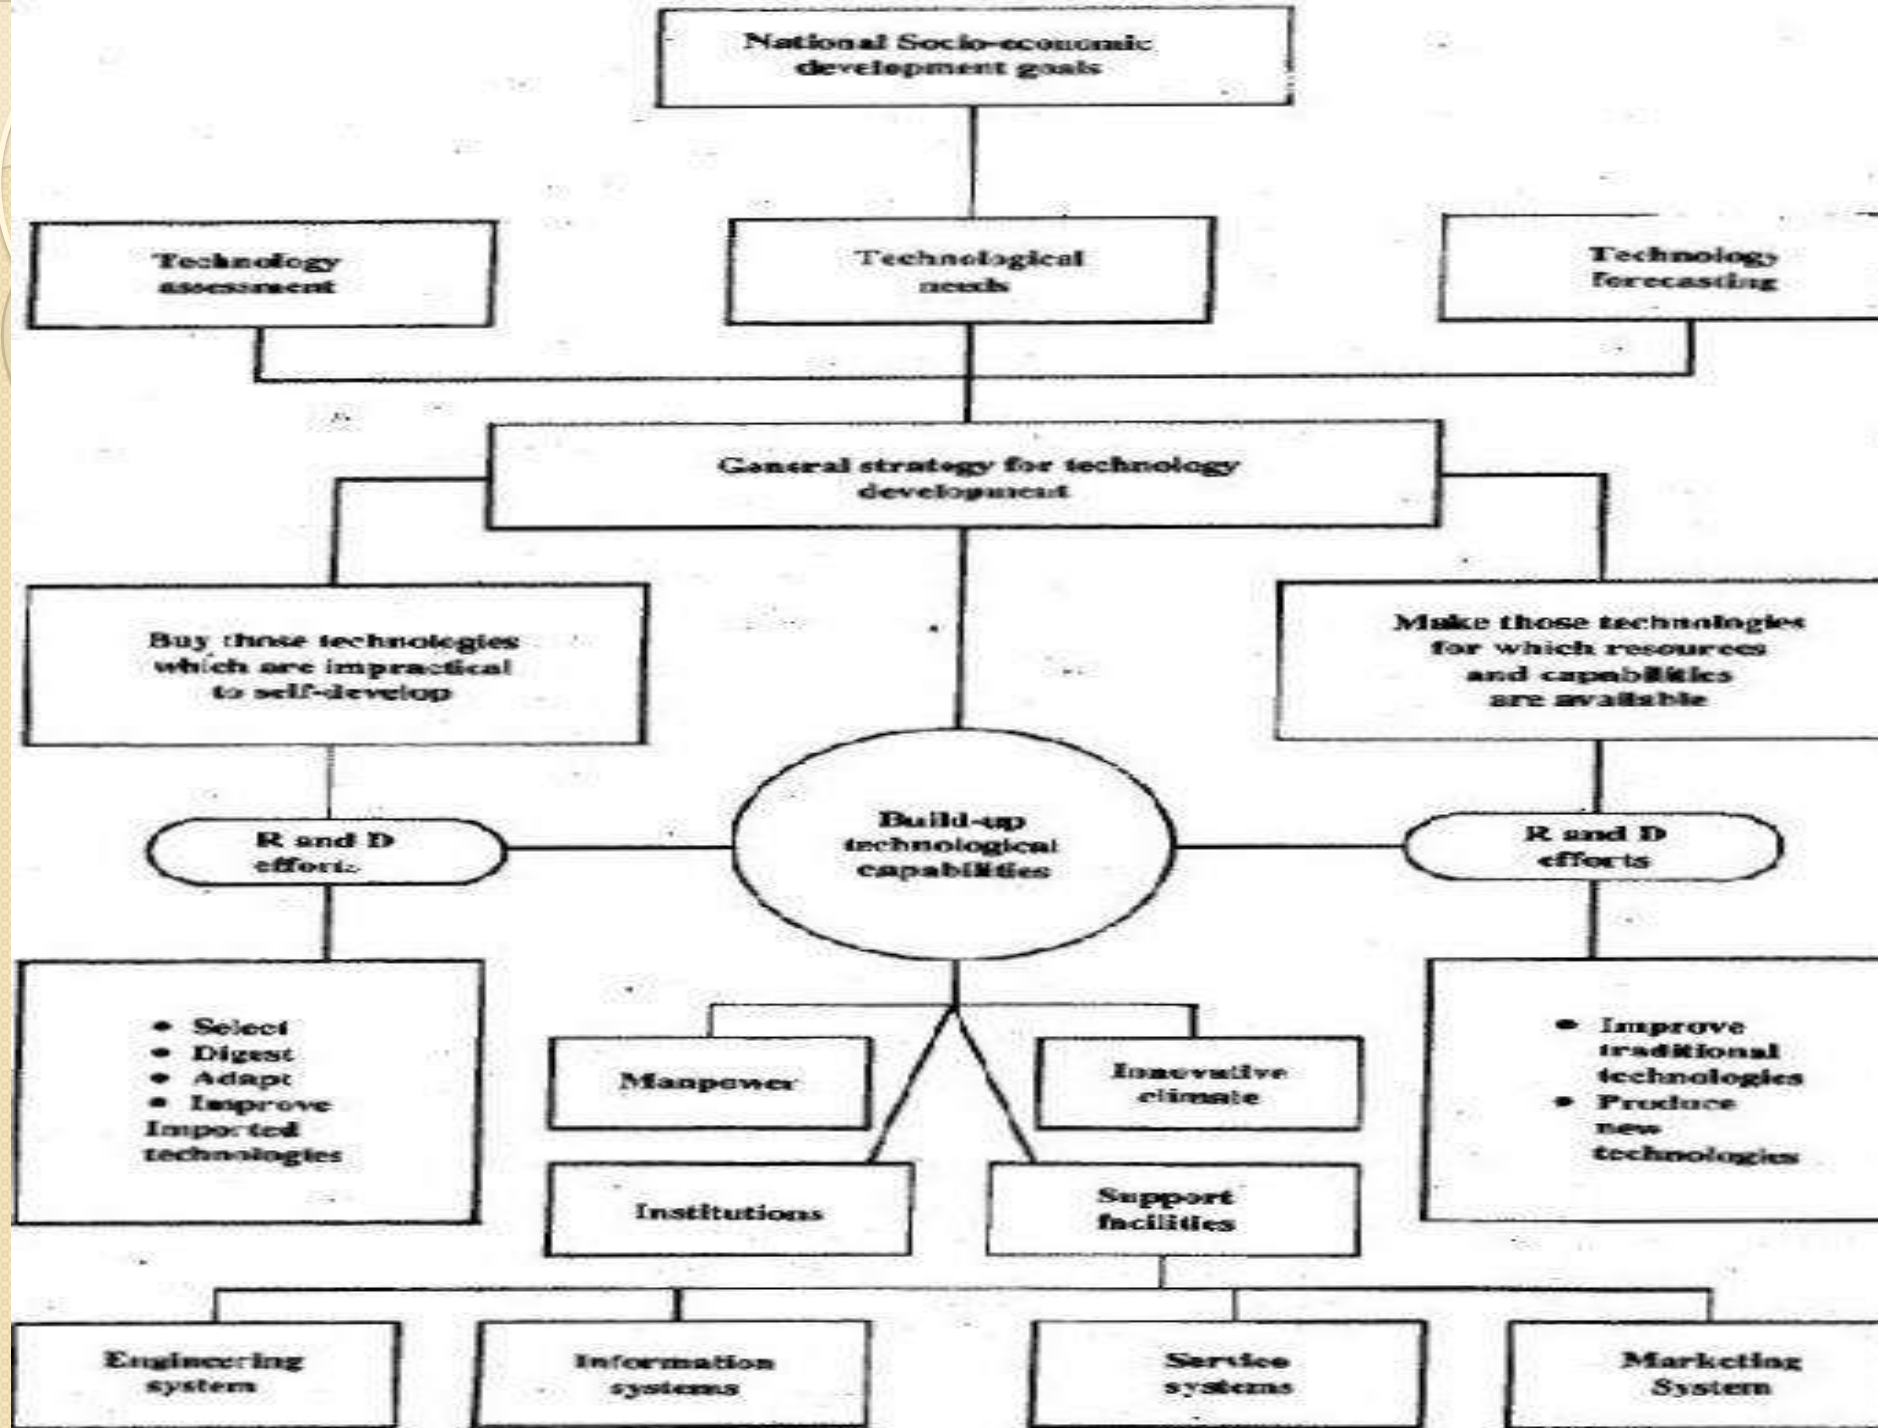 National Socio-economic
development goals
Technology
assessment
Technological
needs
Technology
forecasting
General strategy for technology
development
Buy those technologies
which are impractical
to self-develop
Make those technologies
for which resources
and capabilities
are available
R and D
efforts
Build-up
technological
capabilities
R and D
efforts
• Select
• Digest
• Adapt
• Improve
Imported
technologies
Manpower
Innovative
climate
• Improve
traditional
technologies
• Produce
new
technologies
Institutions
Support
facilities
Engineering
system
Information
systems
Service
systems
Marketing
System